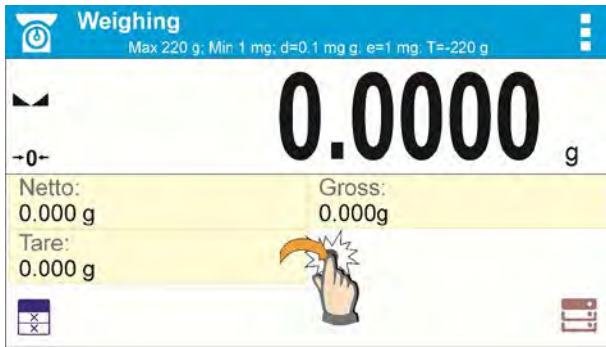 Weighing
Max 220 g; Min 1 mg; d=0.1 mg g; e=1 mg; T=-220 g
0.0000 g
→0←
Netto:
0.000 g
Gross:
0.000g
Tare:
0.000 g